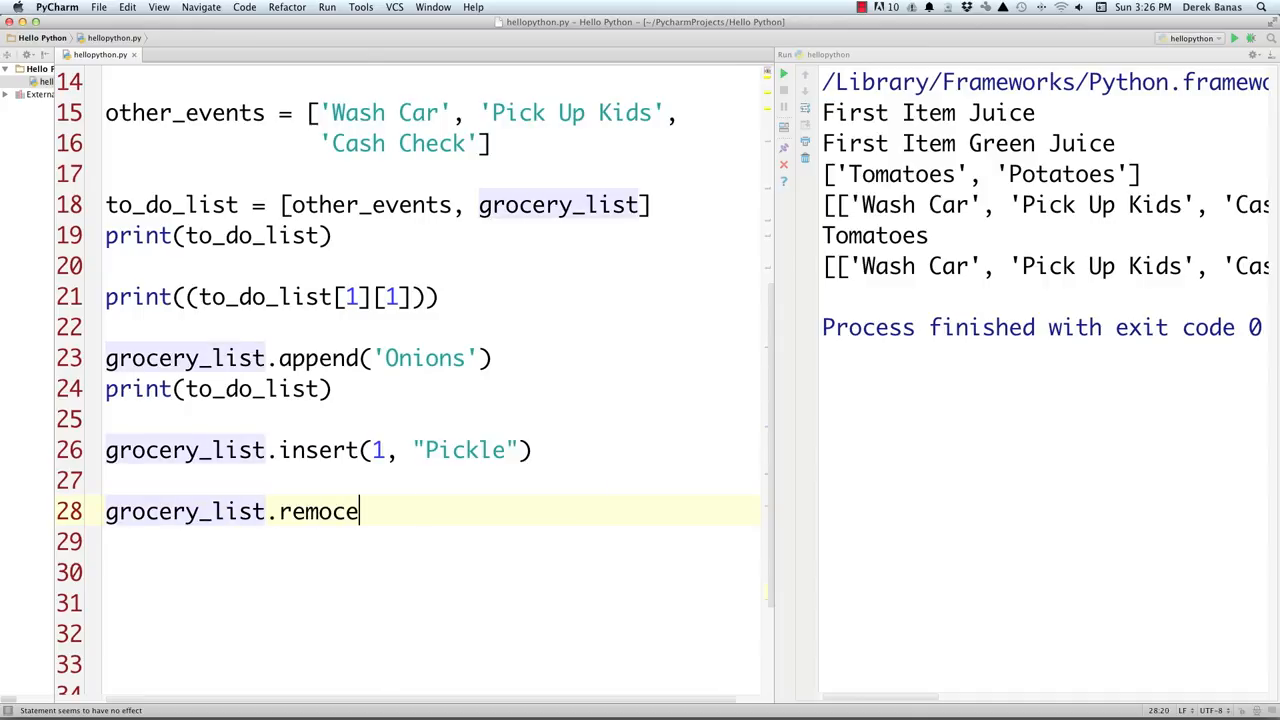 PyCharm File Edit View Navigate Code Refactor Run Tools VCS Window Help 10 Sun 3:26 PM Derek Banas
hellopython.py – Hello Python – [~/PycharmProjects/Hello Python]
Hello Python hellopython.py hellopython
hellopython.py × Run hellopython
Hello P
hell
Externa
14
15 other_events = ['Wash Car', 'Pick Up Kids',
16 'Cash Check']
17
18 to_do_list = [other_events, grocery_list]
19 print(to_do_list)
20
21 print((to_do_list[1][1]))
22
23 grocery_list.append('Onions')
24 print(to_do_list)
25
26 grocery_list.insert(1, "Pickle")
27
28 grocery_list.remoce
29
30
31
32
33
34
/Library/Frameworks/Python.framewo
First Item Juice
First Item Green Juice
['Tomatoes', 'Potatoes']
[['Wash Car', 'Pick Up Kids', 'Cas
Tomatoes
[['Wash Car', 'Pick Up Kids', 'Cas
Process finished with exit code 0
Statement seems to have no effect 28:20 LF UTF-8